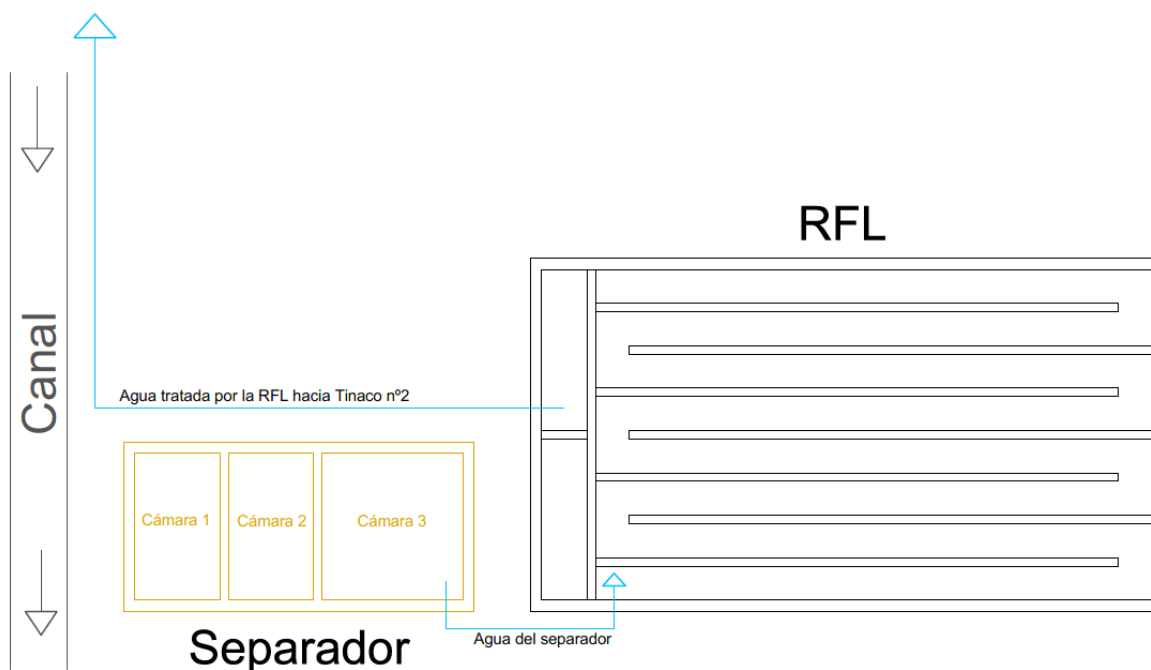 RFL
Canal
Agua tratada por la RFL hacia Tinaco nº2
Cámara 1
Cámara 2
Cámara 3
Agua del separador
Separador